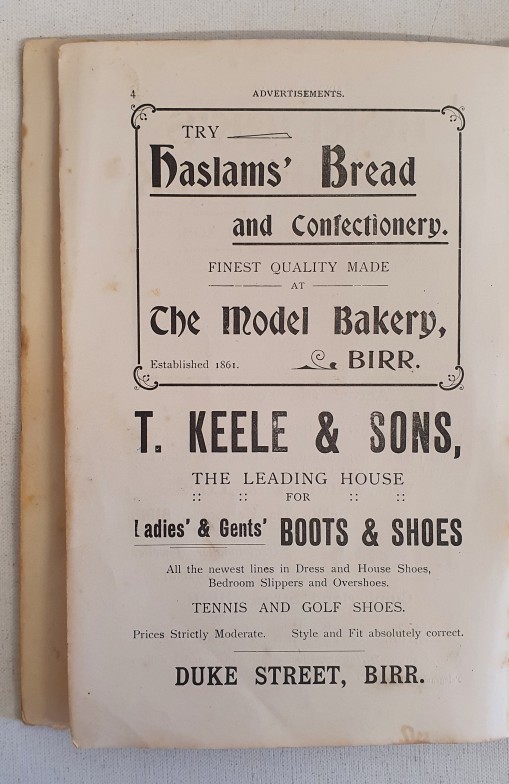 4 ADVERTISEMENTS.
TRY
Haslams' Bread
and Confectionery.
FINEST QUALITY MADE
AT
The Model Bakery,
Established 1861. BIRR.
T. KEELE & SONS,
THE LEADING HOUSE
:: :: FOR :: ::
Ladies' & Gents' BOOTS & SHOES
All the newest lines in Dress and House Shoes,
Bedroom Slippers and Overshoes.
TENNIS AND GOLF SHOES.
Prices Strictly Moderate. Style and Fit absolutely correct.
DUKE STREET, BIRR.